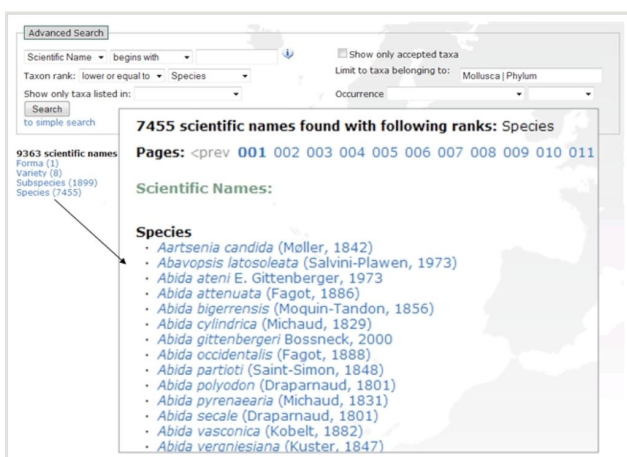 Advanced Search
Scientific Name begins with Show only accepted taxa
Taxon rank: lower or equal to Species Limit to taxa belonging to: Mollusca | Phylum
Show only taxa listed in: Occurrence
Search
to simple search
9363 scientific names
Forma (1)
Variety (8)
Subspecies (1899)
Species (7455)
7455 scientific names found with following ranks: Species
Pages: <prev 001 002 003 004 005 006 007 008 009 010 011
Scientific Names:
Species
· Aartsenia candida (Møller, 1842)
· Abavopsis latosoleata (Salvini-Plawen, 1973)
· Abida ateni E. Gittenberger, 1973
· Abida attenuata (Fagot, 1886)
· Abida bigerrensis (Moquin-Tandon, 1856)
· Abida cylindrica (Michaud, 1829)
· Abida gittenbergeri Bossneck, 2000
· Abida occidentalis (Fagot, 1888)
· Abida partioti (Saint-Simon, 1848)
· Abida polyodon (Draparnaud, 1801)
· Abida pyrenaearia (Michaud, 1831)
· Abida secale (Draparnaud, 1801)
· Abida vasconica (Kobelt, 1882)
· Abida vergniesiana (Kuster, 1847)